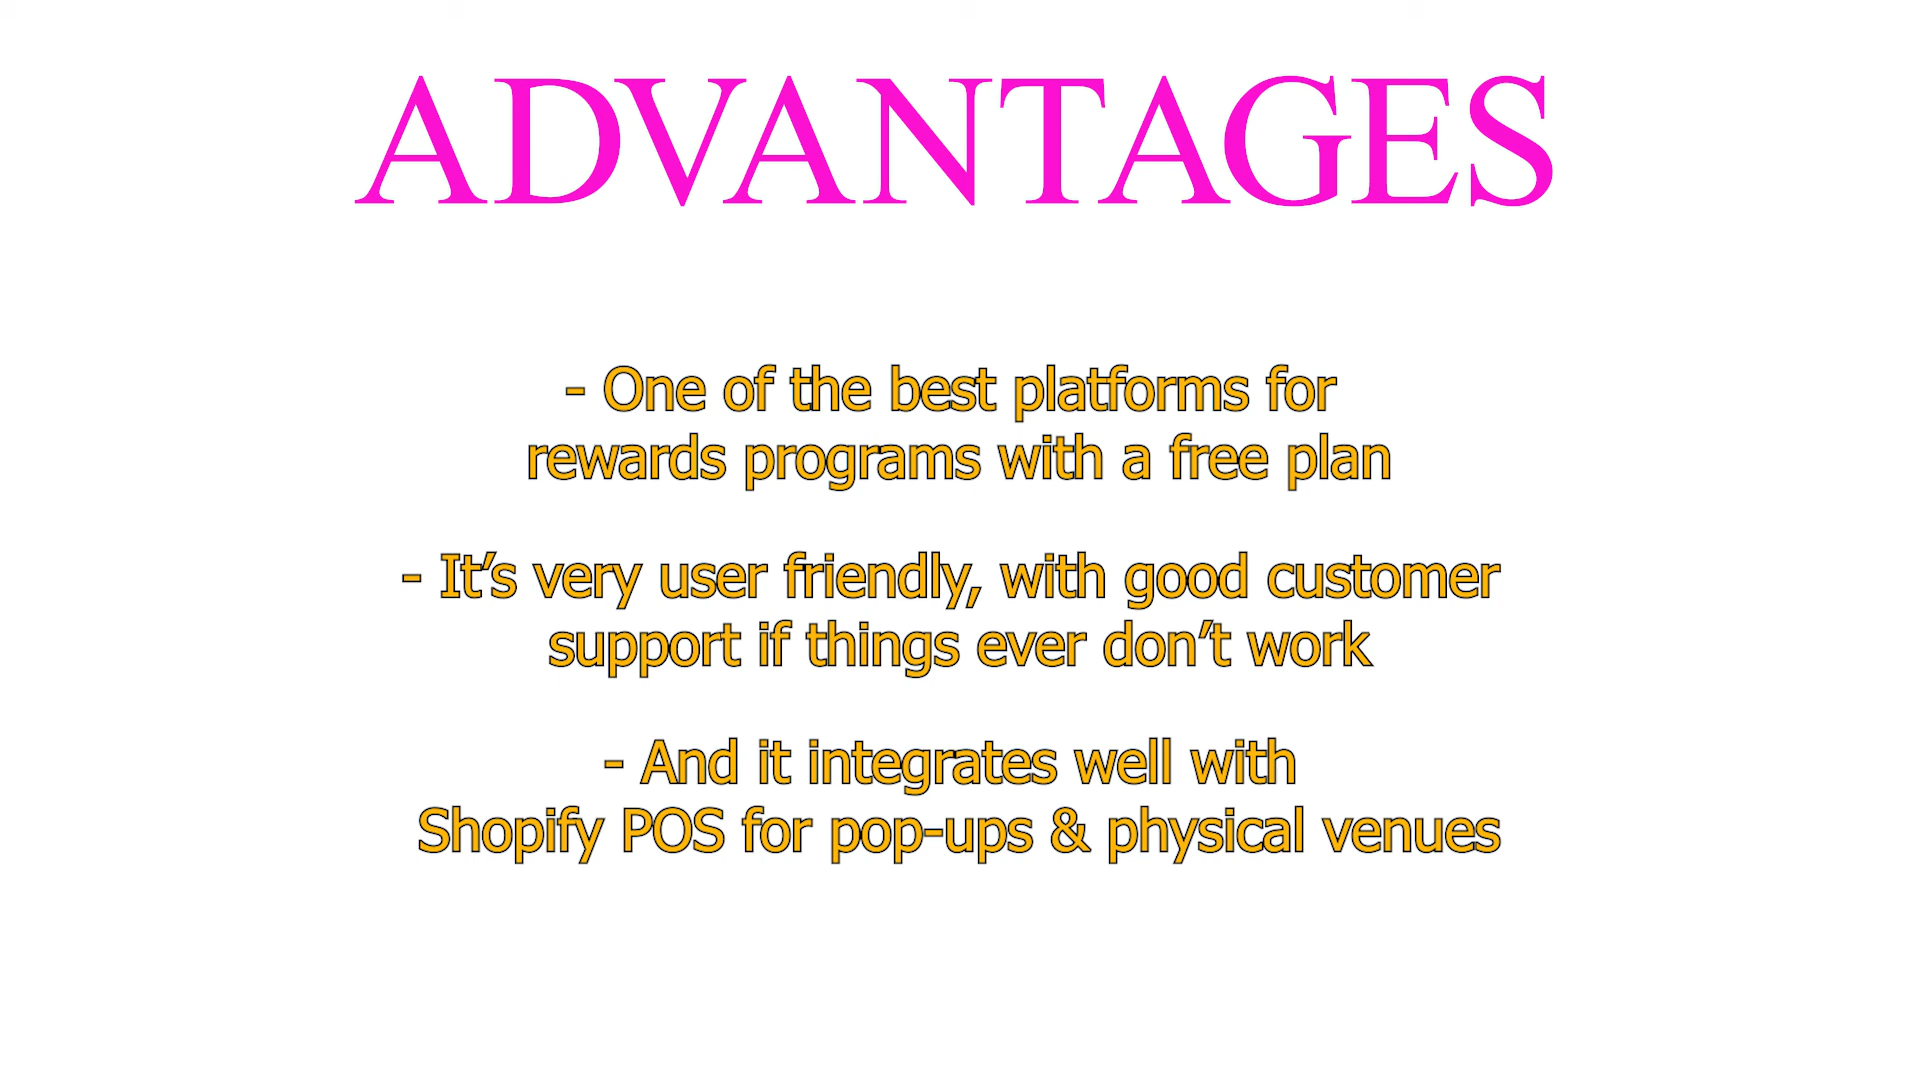 ADVANTAGES
- One of the best platforms for
rewards programs with a free plan
- It’s very user friendly, with good customer
support if things ever don’t work
- And it integrates well with
Shopify POS for pop-ups & physical venues